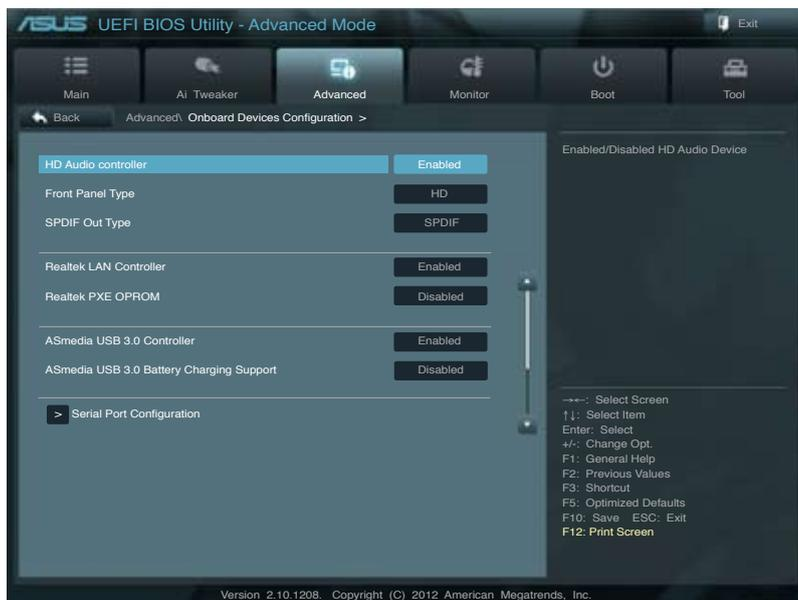 ASUS UEFI BIOS Utility - Advanced Mode
Exit
Main
Ai Tweaker
Advanced
Monitor
Boot
Tool
Back
Advanced\ Onboard Devices Configuration >
HD Audio controller Enabled
Front Panel Type HD
SPDIF Out Type SPDIF
Realtek LAN Controller Enabled
Realtek PXE OPROM Disabled
ASmedia USB 3.0 Controller Enabled
ASmedia USB 3.0 Battery Charging Support Disabled
> Serial Port Configuration
Enabled/Disabled HD Audio Device
→←: Select Screen
↑↓: Select Item
Enter: Select
+/-: Change Opt.
F1: General Help
F2: Previous Values
F3: Shortcut
F5: Optimized Defaults
F10: Save ESC: Exit
F12: Print Screen
Version 2.10.1208. Copyright (C) 2012 American Megatrends, Inc.